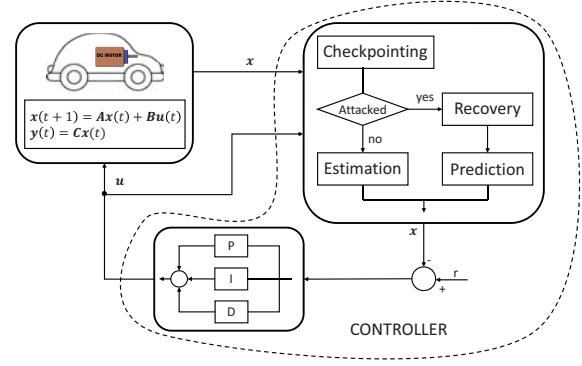 DC MOTOR
x(t + 1) = Ax(t) + Bu(t)
y(t) = Cx(t)
x
Checkpointing
Attacked
yes
Recovery
no
Estimation
Prediction
u
x
P
I
D
-
r
+
CONTROLLER